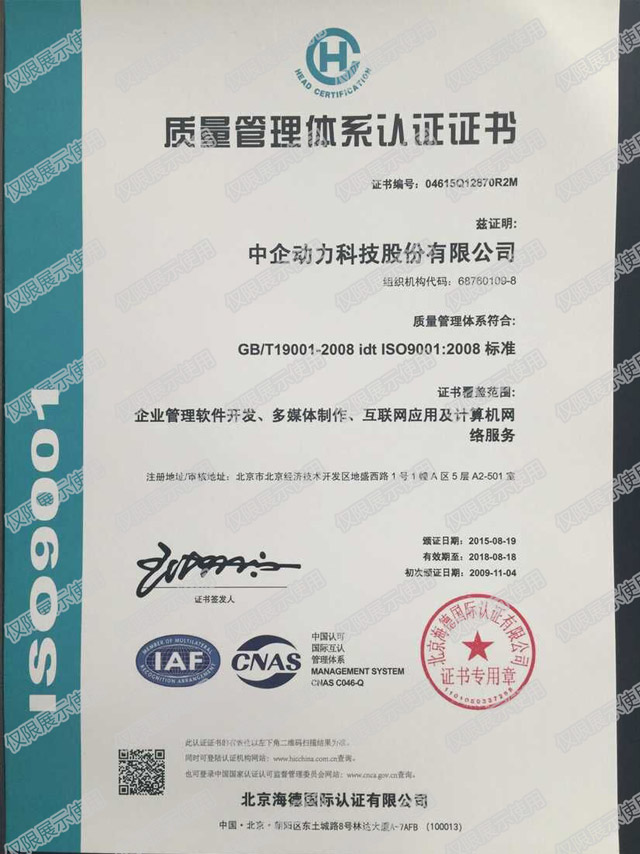 HEAD CERTIFICATION
质量管理体系认证证书
证书编号：04615Q12870R2M
兹证明：
中企动力科技股份有限公司
组织机构代码：68760109-8
质量管理体系符合：
GB/T19001-2008 idt ISO9001:2008 标准
证书覆盖范围：
企业管理软件开发、多媒体制作、互联网应用及计算机网
络服务
注册地址/审核地址：北京市北京经济技术开发区地盛西路1号1幢A区5层A2-501室
颁证日期：2015-08-19
有效期至：2018-08-18
初次颁证日期：2009-11-04
证书签发人
ISO9001
MEMBER OF MULTILATERAL
IAF
RECOGNITION ARRANGEMENT
CNAS
中国认可
国际互认
管理体系
MANAGEMENT SYSTEM
CNAS C046-Q
北京海德国际认证有限公司
证书专用章
此认证证书的有效性以左下角二维码扫描结果为准。
同时可登陆认证机构网站：www.hicchina.com.cn查询。
也可登录中国国家认证认可监督管理委员会网站：www.cnca.gov.cn查询。
北京海德国际认证有限公司
中国·北京·朝阳区东土城路8号林达大厦A-7AFB （100013）
仅限展示使用